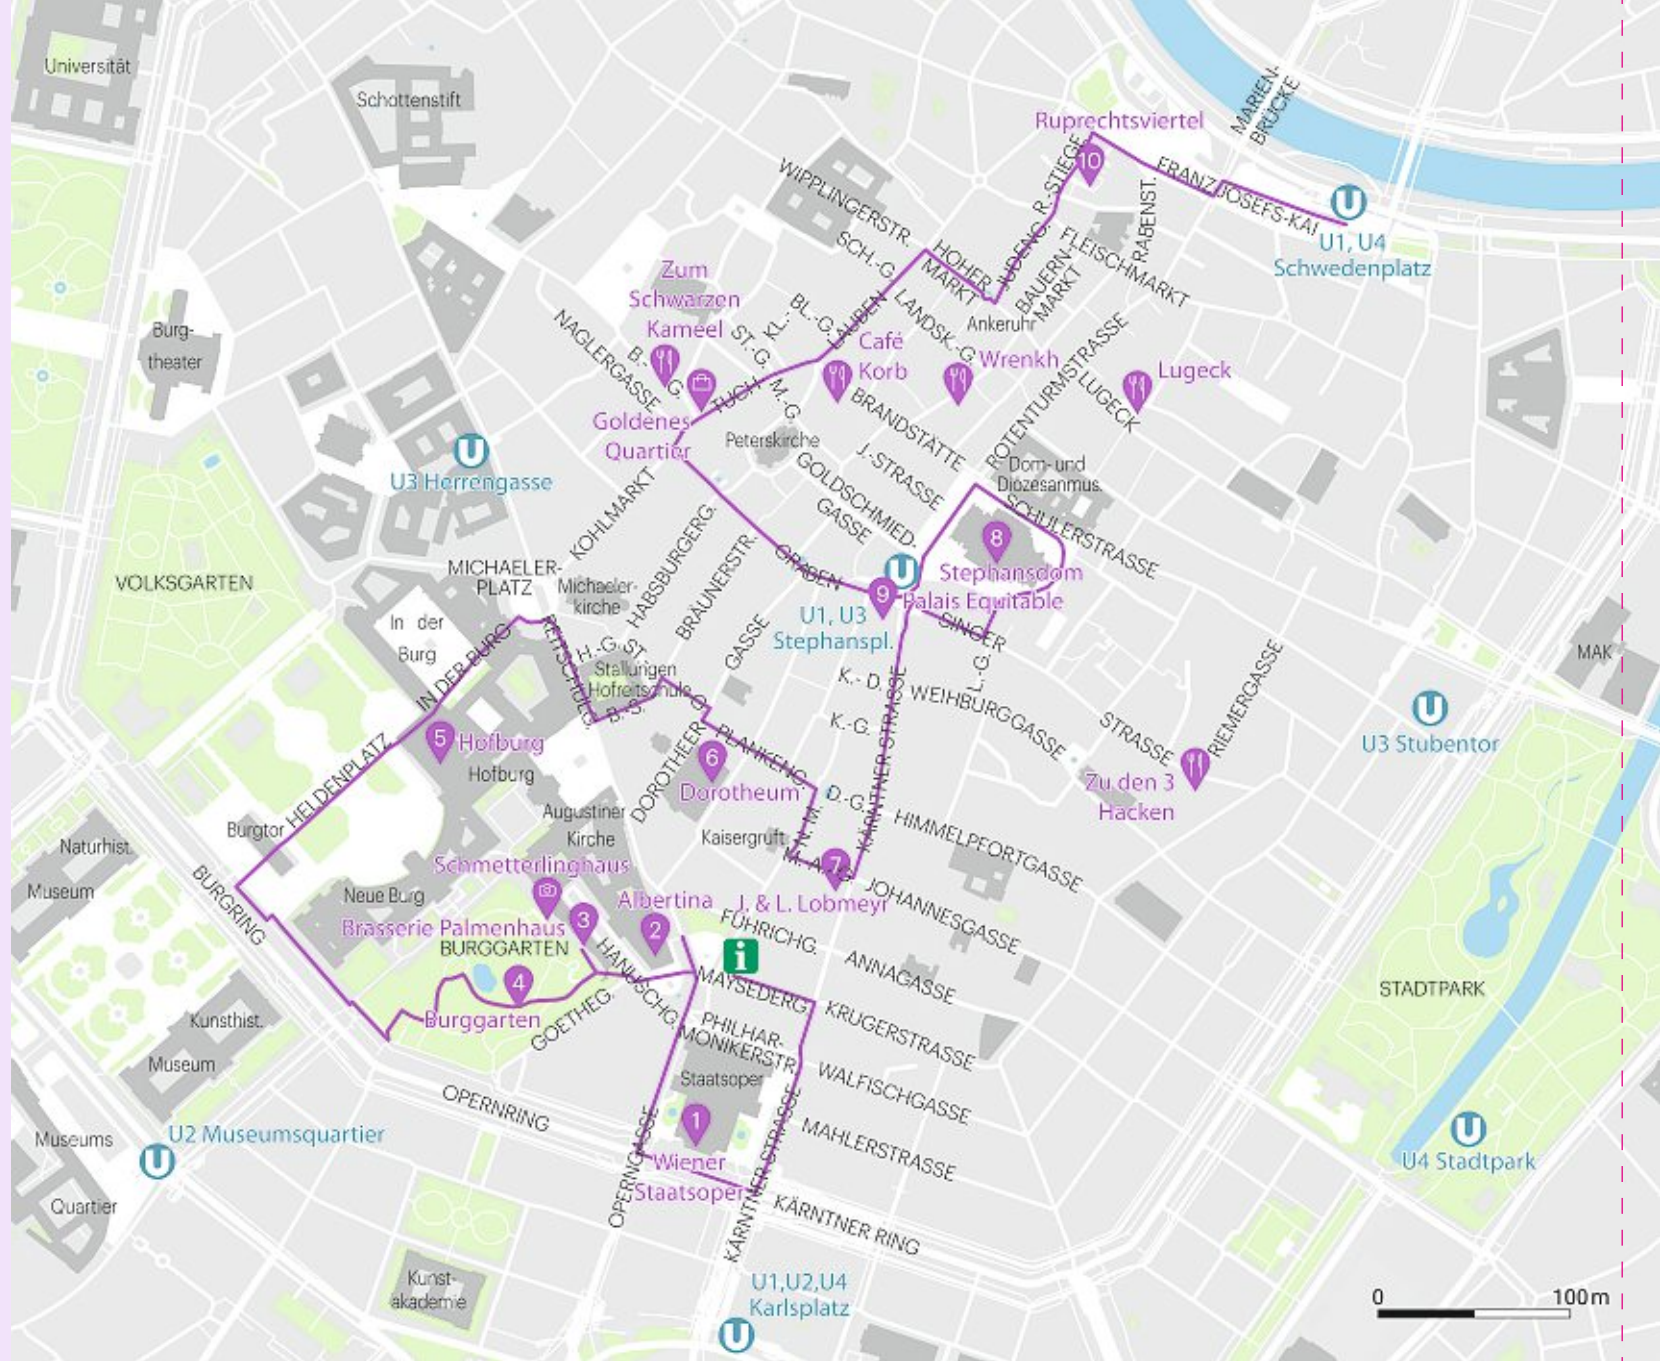 Universität
Schottenstift
MARIEN-
BRÜCKE
Ruprechtsviertel
10
WIPPLINGERSTR.
R.-STIEGE
FRANZ JOSEFS-KAI
RABENST.
U
U1, U4
Schwedenplatz
SCH.-G.
HOHER
MARKT
JUDENG.
FLEISCHMARKT
BAUERN-
MARKT
Zum
Schwarzen
Kameel
BL.-G.
KL.-
ST.-G.
LAUBEN
LANDSK.-G.
Ankeruhr
Burg-
theater
NAGLERGASSE
B.-
G.
TUCH-
M.-G.
Café
Korb
Wrenkh
ROTENTURMSTRASSE
LUGECK
Lugeck
Goldenes
Quartier
Peterskirche
BRANDSTÄTTE
U
U3 Herrengasse
J.-STRASSE
Dom- und
Diözesanmus.
GOLDSCHMIED-
GASSE
SCHULERSTRASSE
KOHLMARKT
HABSBURGERG.
BRÄUNERSTR.
GRABEN
8
Stephansdom
U
9
Palais Equitable
U1, U3
Stephanspl.
VOLKSGARTEN
MICHAELER-
PLATZ
Michaeler-
kirche
In der
Burg
IN DER BURG
REITSCHULG.
H.-G.
ST.
Stallungen
Hofreitschule
B.-S.
G.
GASSE
SINGER
L.-G.
STRASSE
K.-D.
WEIHBURGGASSE
K.-G.
RIEMERGASSE
MAK
U
U3 Stubentor
5
Hofburg
Hofburg
HELDENPLATZ
DOROTHEER
6
Dorotheum
PLANKENG.
KÄRNTNERSTRASSE
Zu den 3
Hacken
Burgtor
Augustiner
Kirche
Kaisergruft
N. M.
D.-G.
HIMMELPFORTGASSE
Naturhist.
Museum
BURGRING
Neue Burg
Schmetterlinghaus
M.-A.-G.
7
J. & L. Lobmeyr
JOHANNESGASSE
3
Brasserie Palmenhaus
BURGGARTEN
Albertina
2
i
FÜHRICHG.
ANNAGASSE
HANUSCHG.
4
Burggarten
GOETHEG.
MAYSEDERG.
KRUGERSTRASSE
PHILHAR-
MONIKERSTR.
STADTPARK
Kunsthist.
Museum
Staatsoper
WALFISCHGASSE
OPERNRING
1
Wiener
Staatsoper
MAHLERSTRASSE
OPERNGASSE
KÄRNTNER STRASSE
KÄRNTNER RING
Museums
Quartier
U2 Museumsquartier
U
U
U4 Stadtpark
Kunst-
akademie
U1,U2,U4
Karlsplatz
U
0 100 m